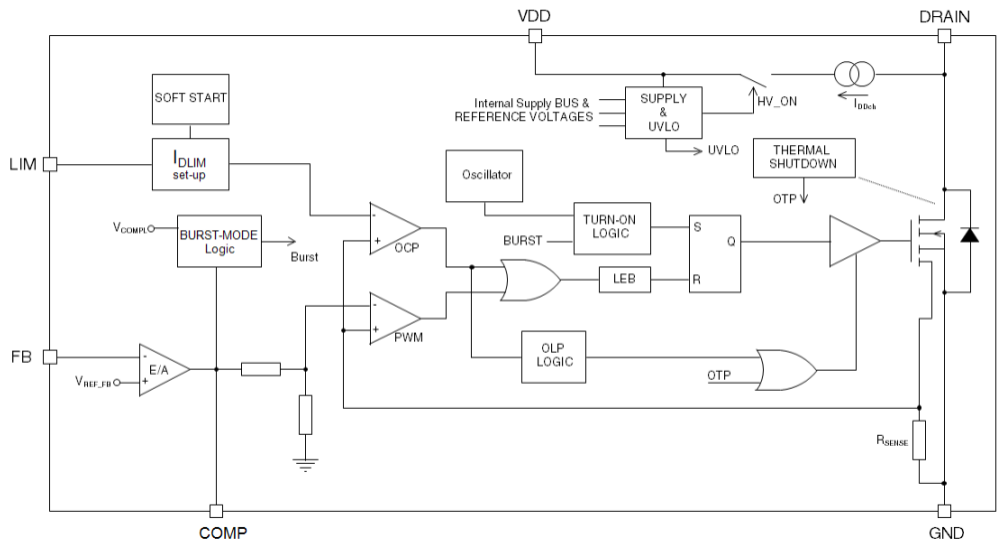 VDD
DRAIN
SOFT START
Internal Supply BUS &
REFERENCE VOLTAGES
SUPPLY
&
UVLO
HV_ON
IDDch
UVLO
LIM
IDLIM
set-up
Oscillator
THERMAL
SHUTDOWN
OTP
VCOMPL
BURST-MODE
Logic
Burst
-
+
OCP
TURN-ON
LOGIC
BURST
S
Q
R
LEB
-
+
PWM
FB
-
E/A
VREF_FB
+
OLP
LOGIC
OTP
RSENSE
COMP
GND